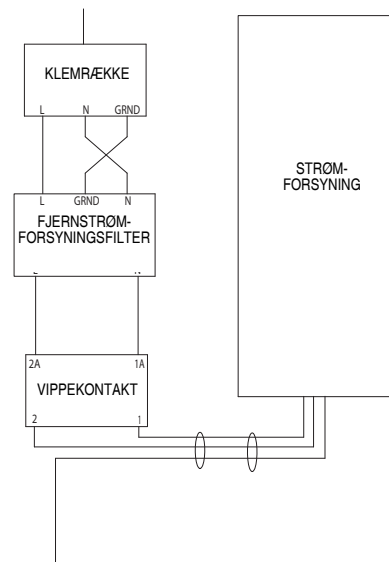 KLEMRÆKKE
L N GRND
L GRND N
FJERNSTRØM-
FORSYNINGSFILTER
2A 1A
VIPPEKONTAKT
2 1
STRØM-
FORSYNING